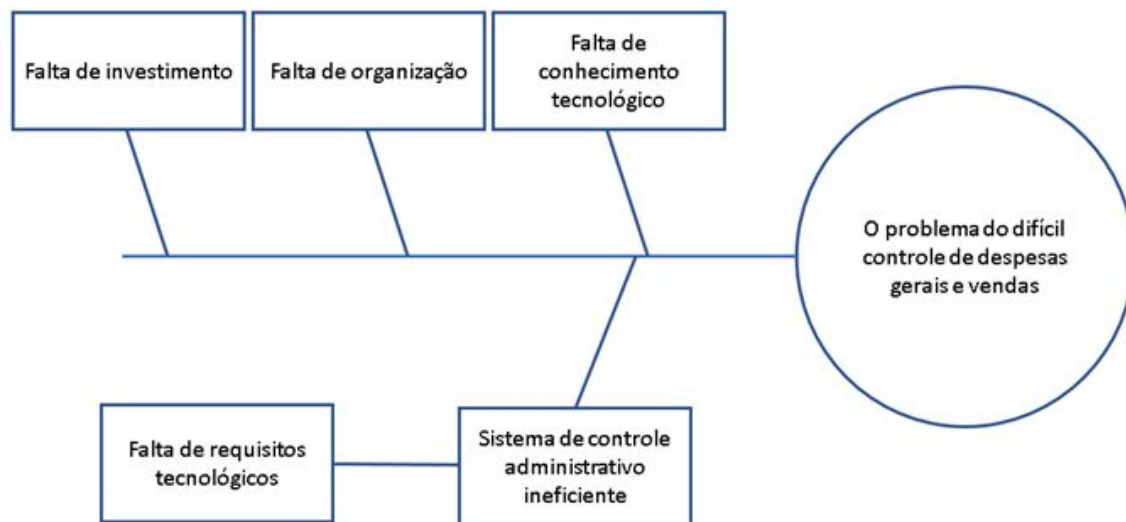 Falta de investimento
Falta de organização
Falta de
conhecimento
tecnológico
O problema do difícil
controle de despesas
gerais e vendas
Falta de requisitos
tecnológicos
Sistema de controle
administrativo
ineficiente